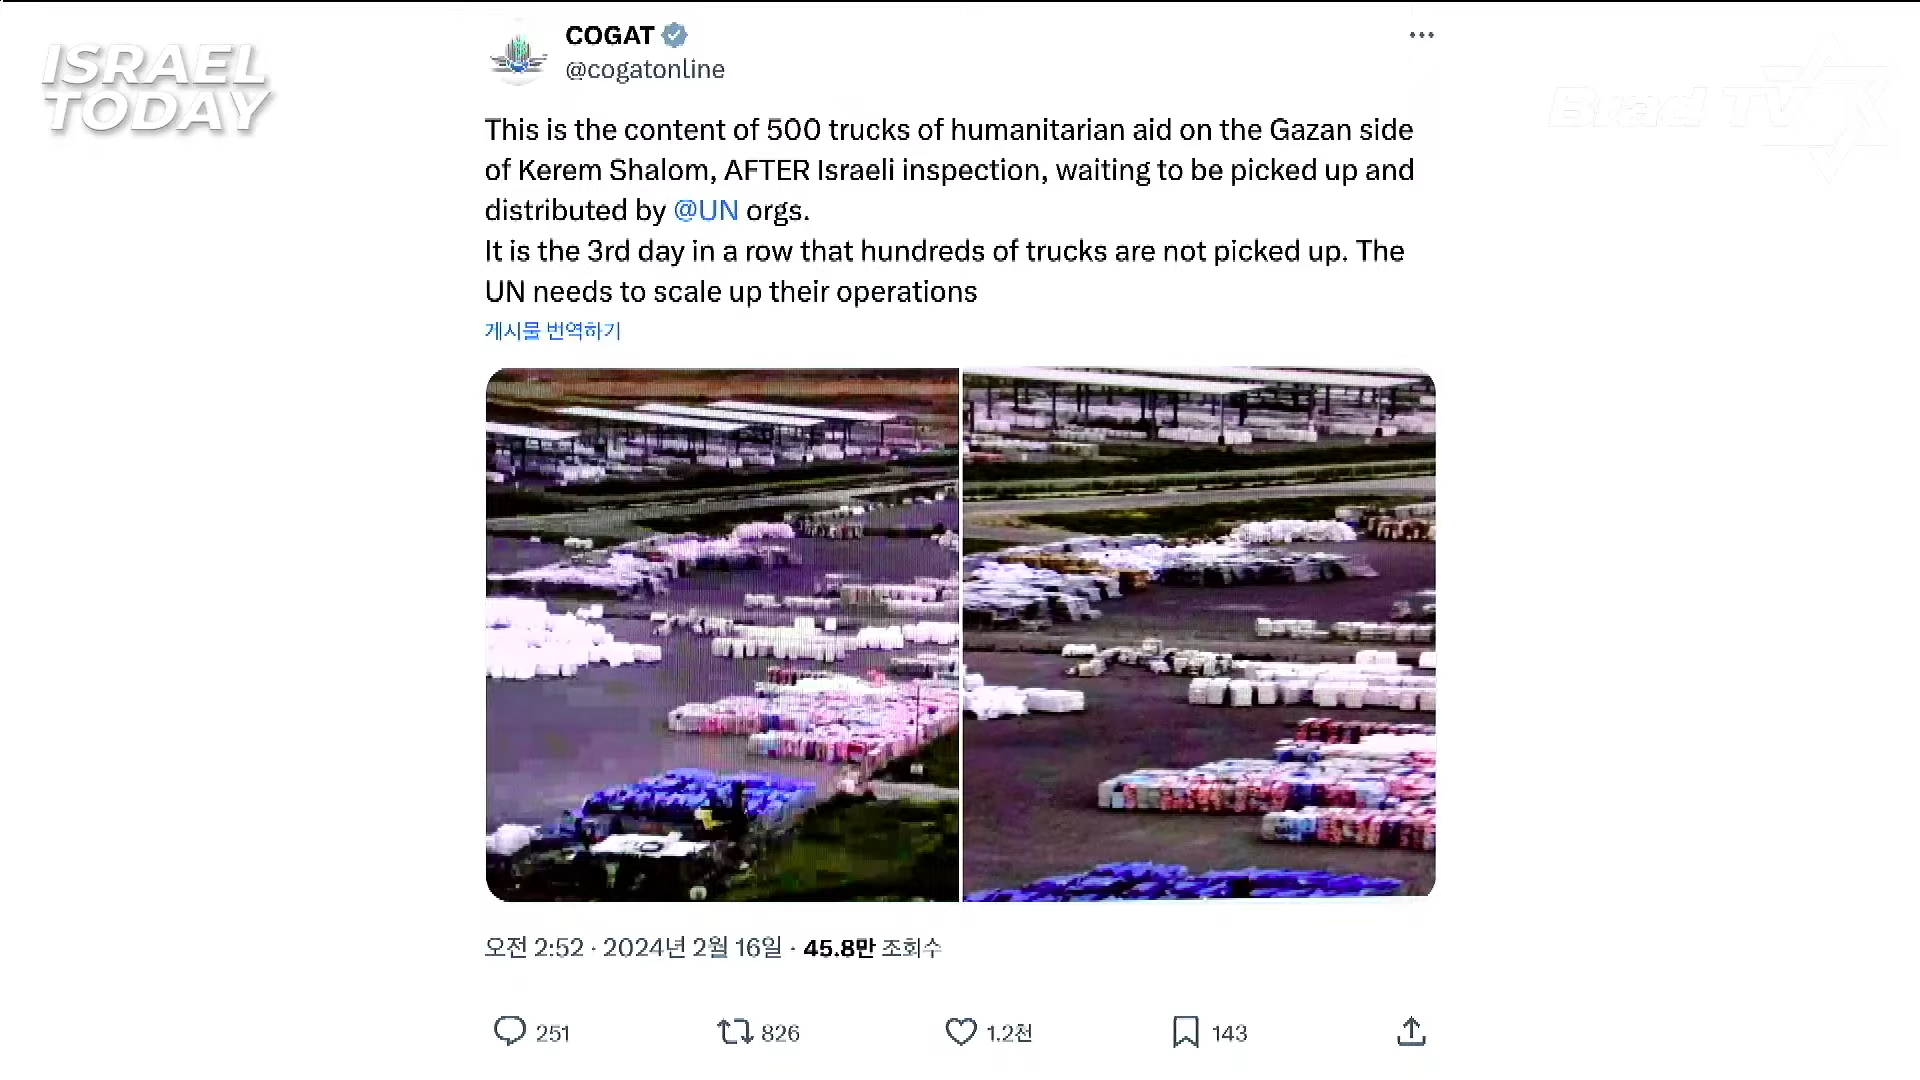 ISRAEL
TODAY
Brad TV
COGAT
@cogatonline
This is the content of 500 trucks of humanitarian aid on the Gazan side
of Kerem Shalom, AFTER Israeli inspection, waiting to be picked up and
distributed by @UN orgs.
It is the 3rd day in a row that hundreds of trucks are not picked up. The
UN needs to scale up their operations
게시물 번역하기
오전 2:52 · 2024년 2월 16일 · 45.8만 조회수
251 826 1.2천 143